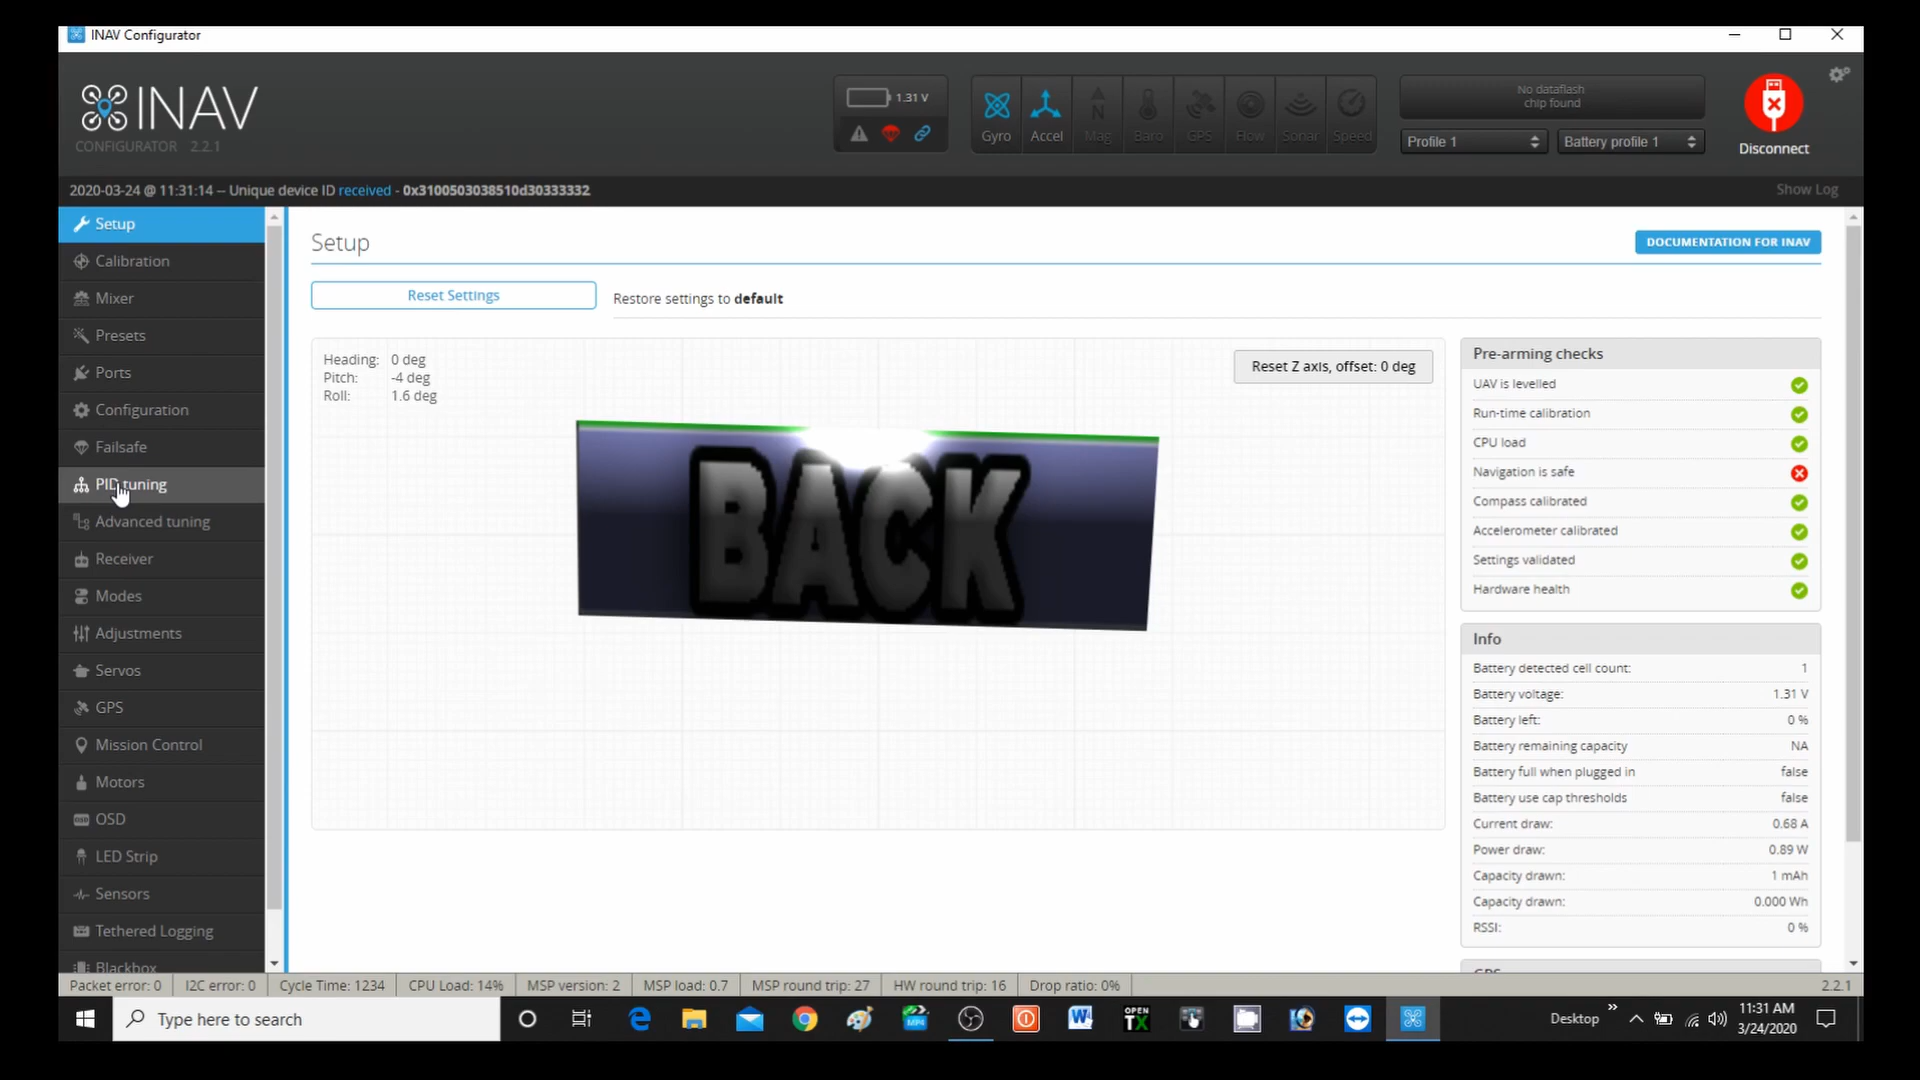 INAV Configurator
INAV
CONFIGURATOR 2.2.1
1.31 V
Gyro
Accel
Mag
Baro
GPS
Flow
Sonar
Speed
No dataflash
chip found
Profile 1
Battery profile 1
Disconnect
2020-03-24 @ 11:31:14 -- Unique device ID received - 0x3100503038510d30333332
Show Log
Setup
Calibration
Mixer
Presets
Ports
Configuration
Failsafe
PID tuning
Advanced tuning
Receiver
Modes
Adjustments
Servos
GPS
Mission Control
Motors
OSD
LED Strip
Sensors
Tethered Logging
Blackbox
Setup
DOCUMENTATION FOR INAV
Reset Settings
Restore settings to default
Heading: 0 deg
Pitch: -4 deg
Roll: 1.6 deg
Reset Z axis, offset: 0 deg
BACK
Pre-arming checks
UAV is levelled
Run-time calibration
CPU load
Navigation is safe
Compass calibrated
Accelerometer calibrated
Settings validated
Hardware health
Info
Battery detected cell count: 1
Battery voltage: 1.31 V
Battery left: 0 %
Battery remaining capacity NA
Battery full when plugged in false
Battery use cap thresholds false
Current draw: 0.68 A
Power draw: 0.89 W
Capacity drawn: 1 mAh
Capacity drawn: 0.000 Wh
RSSI: 0 %
GPS
Packet error: 0
I2C error: 0
Cycle Time: 1234
CPU Load: 14%
MSP version: 2
MSP load: 0.7
MSP round trip: 27
HW round trip: 16
Drop ratio: 0%
2.2.1
Type here to search
MP4
OPEN
TX
Desktop
11:31 AM
3/24/2020